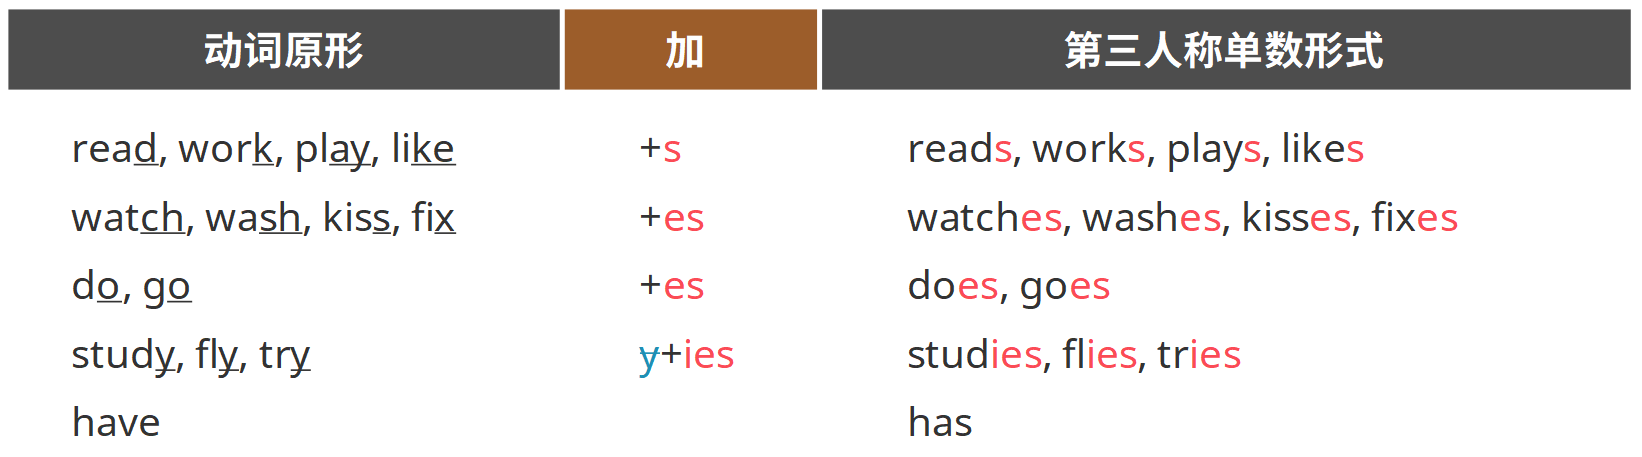 动词原形 加 第三人称单数形式
read, work, play, like +s reads, works, plays, likes
watch, wash, kiss, fix +es watches, washes, kisses, fixes
do, go +es does, goes
study, fly, try y+ies studies, flies, tries
have has